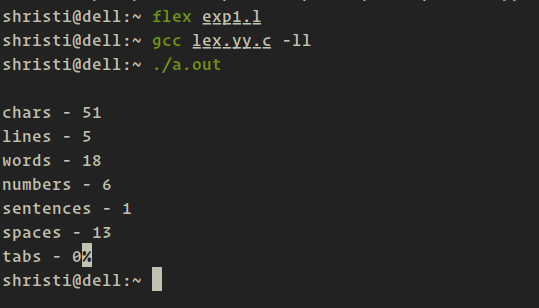 shristi@dell:~ flex exp1.l
shristi@dell:~ gcc lex.yy.c -ll
shristi@dell:~ ./a.out
chars - 51
lines - 5
words - 18
numbers - 6
sentences - 1
spaces - 13
tabs - 0%
shristi@dell:~